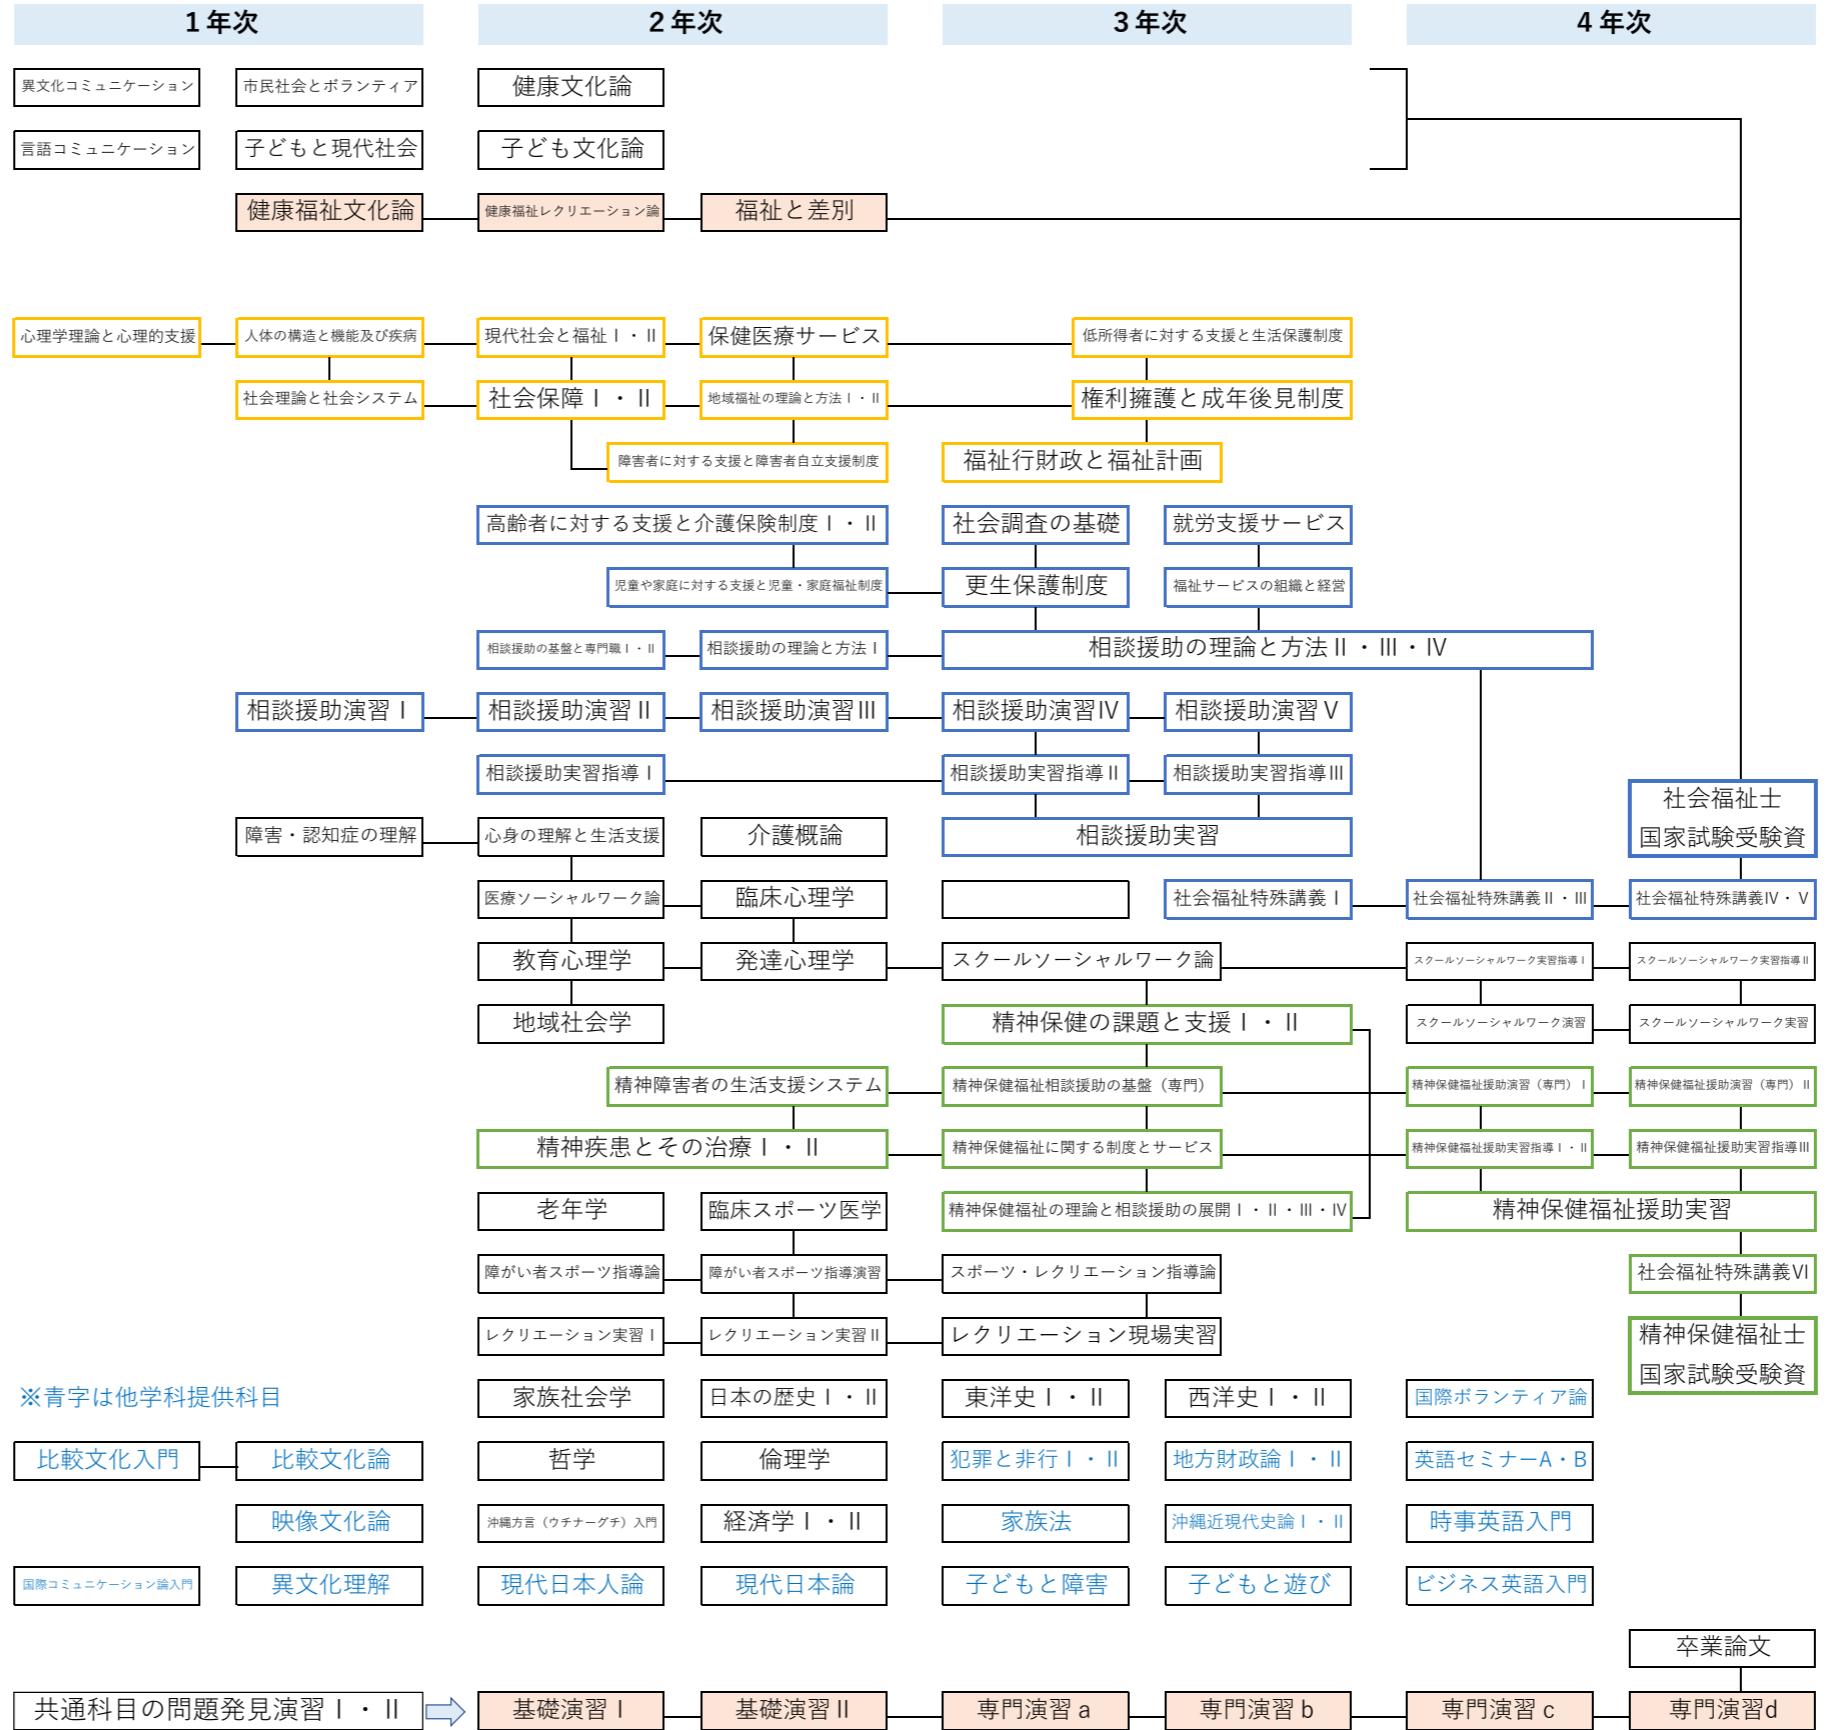 1年次
2年次
3年次
4年次
異文化コミュニケーション
市民社会とボランティア
健康文化論
言語コミュニケーション
子どもと現代社会
子ども文化論
健康福祉文化論
健康福祉レクリエーション論
福祉と差別
心理学理論と心理的支援
人体の構造と機能及び疾病
現代社会と福祉Ⅰ・Ⅱ
保健医療サービス
低所得者に対する支援と生活保護制度
社会理論と社会システム
社会保障Ⅰ・Ⅱ
地域福祉の理論と方法Ⅰ・Ⅱ
権利擁護と成年後見制度
障害者に対する支援と障害者自立支援制度
福祉行財政と福祉計画
高齢者に対する支援と介護保険制度Ⅰ・Ⅱ
社会調査の基礎
就労支援サービス
児童や家庭に対する支援と児童・家庭福祉制度
更生保護制度
福祉サービスの組織と経営
相談援助の基盤と専門職Ⅰ・Ⅱ
相談援助の理論と方法Ⅰ
相談援助の理論と方法Ⅱ・Ⅲ・Ⅳ
相談援助演習Ⅰ
相談援助演習Ⅱ
相談援助演習Ⅲ
相談援助演習Ⅳ
相談援助演習Ⅴ
相談援助実習指導Ⅰ
相談援助実習指導Ⅱ
相談援助実習指導Ⅲ
社会福祉士
国家試験受験資
障害・認知症の理解
心身の理解と生活支援
介護概論
相談援助実習
医療ソーシャルワーク論
臨床心理学
社会福祉特殊講義Ⅰ
社会福祉特殊講義Ⅱ・Ⅲ
社会福祉特殊講義Ⅳ・Ⅴ
教育心理学
発達心理学
スクールソーシャルワーク論
スクールソーシャルワーク実習指導Ⅰ
スクールソーシャルワーク実習指導Ⅱ
地域社会学
精神保健の課題と支援Ⅰ・Ⅱ
スクールソーシャルワーク演習
スクールソーシャルワーク実習
精神障害者の生活支援システム
精神保健福祉相談援助の基盤（専門）
精神保健福祉援助演習（専門）Ⅰ
精神保健福祉援助演習（専門）Ⅱ
精神疾患とその治療Ⅰ・Ⅱ
精神保健福祉に関する制度とサービス
精神保健福祉援助実習指導Ⅰ・Ⅱ
精神保健福祉援助実習指導Ⅲ
老年学
臨床スポーツ医学
精神保健福祉の理論と相談援助の展開Ⅰ・Ⅱ・Ⅲ・Ⅳ
精神保健福祉援助実習
障がい者スポーツ指導論
障がい者スポーツ指導演習
スポーツ・レクリエーション指導論
社会福祉特殊講義Ⅵ
レクリエーション実習Ⅰ
レクリエーション実習Ⅱ
レクリエーション現場実習
精神保健福祉士
国家試験受験資
※青字は他学科提供科目
家族社会学
日本の歴史Ⅰ・Ⅱ
東洋史Ⅰ・Ⅱ
西洋史Ⅰ・Ⅱ
国際ボランティア論
比較文化入門
比較文化論
哲学
倫理学
犯罪と非行Ⅰ・Ⅱ
地方財政論Ⅰ・Ⅱ
英語セミナーA・B
映像文化論
沖縄方言（ウチナーグチ）入門
経済学Ⅰ・Ⅱ
家族法
沖縄近現代史論Ⅰ・Ⅱ
時事英語入門
国際コミュニケーション論入門
異文化理解
現代日本人論
現代日本論
子どもと障害
子どもと遊び
ビジネス英語入門
卒業論文
共通科目の問題発見演習Ⅰ・Ⅱ
基礎演習Ⅰ
基礎演習Ⅱ
専門演習a
専門演習b
専門演習c
専門演習d